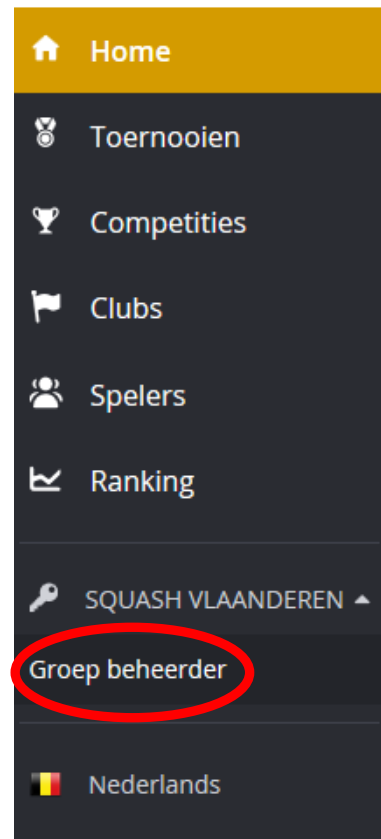 Home
Toernooien
Competities
Clubs
Spelers
Ranking
SQUASH VLAANDEREN
Groep beheerder
Nederlands